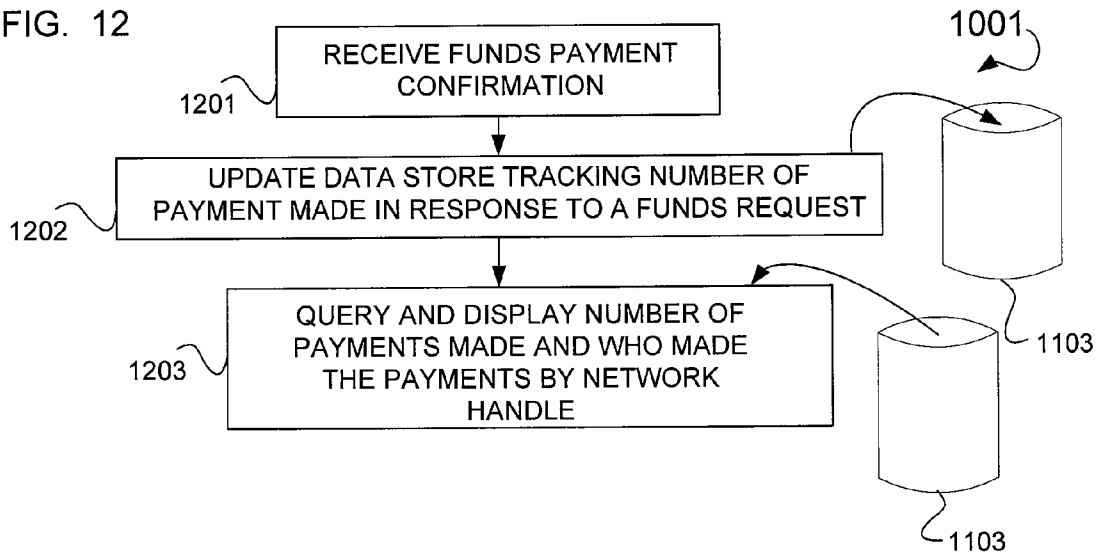 FIG. 12
1001
RECEIVE FUNDS PAYMENT
CONFIRMATION
1201
UPDATE DATA STORE TRACKING NUMBER OF
PAYMENT MADE IN RESPONSE TO A FUNDS REQUEST
1202
QUERY AND DISPLAY NUMBER OF
PAYMENTS MADE AND WHO MADE
THE PAYMENTS BY NETWORK
HANDLE
1203
1103
1103